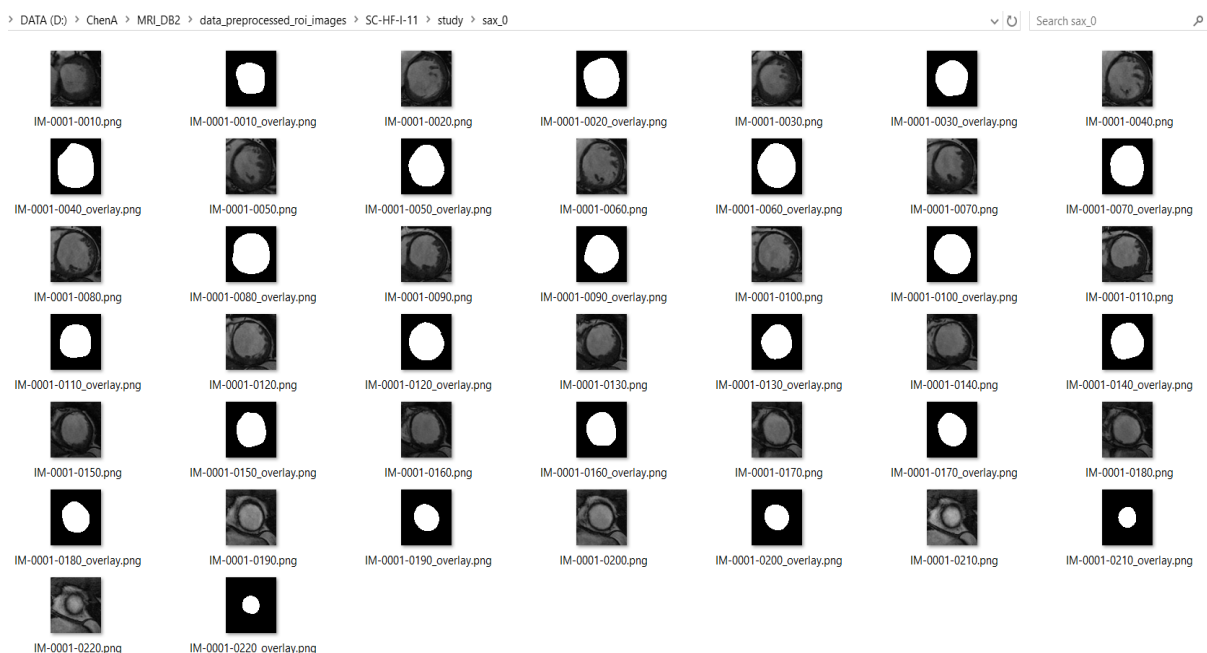 > DATA (D:) > ChenA > MRI_DB2 > data_preprocessed_roi_images > SC-HF-I-11 > study > sax_0 Search sax_0
IM-0001-0010.png IM-0001-0010_overlay.png IM-0001-0020.png IM-0001-0020_overlay.png IM-0001-0030.png IM-0001-0030_overlay.png IM-0001-0040.png
IM-0001-0040_overlay.png IM-0001-0050.png IM-0001-0050_overlay.png IM-0001-0060.png IM-0001-0060_overlay.png IM-0001-0070.png IM-0001-0070_overlay.png
IM-0001-0080.png IM-0001-0080_overlay.png IM-0001-0090.png IM-0001-0090_overlay.png IM-0001-0100.png IM-0001-0100_overlay.png IM-0001-0110.png
IM-0001-0110_overlay.png IM-0001-0120.png IM-0001-0120_overlay.png IM-0001-0130.png IM-0001-0130_overlay.png IM-0001-0140.png IM-0001-0140_overlay.png
IM-0001-0150.png IM-0001-0150_overlay.png IM-0001-0160.png IM-0001-0160_overlay.png IM-0001-0170.png IM-0001-0170_overlay.png IM-0001-0180.png
IM-0001-0180_overlay.png IM-0001-0190.png IM-0001-0190_overlay.png IM-0001-0200.png IM-0001-0200_overlay.png IM-0001-0210.png IM-0001-0210_overlay.png
IM-0001-0220.png IM-0001-0220_overlay.png